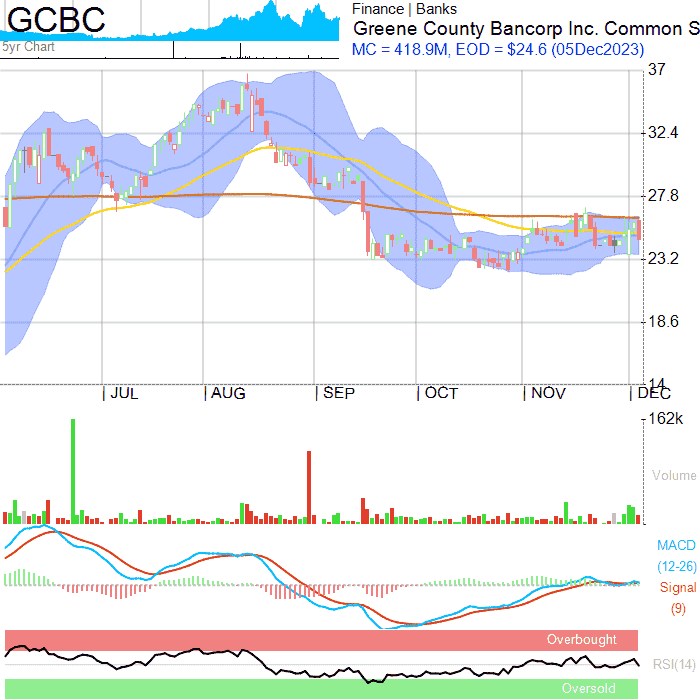 GCBC
5yr Chart
Finance | Banks
Greene County Bancorp Inc. Common S
MC = 418.9M, EOD = $24.6 (05Dec2023)
37
32.4
27.8
23.2
18.6
14
JUL
AUG
SEP
OCT
NOV
DEC
162k
Volume
MACD
(12-26)
Signal
(9)
Overbought
RSI(14)
Oversold